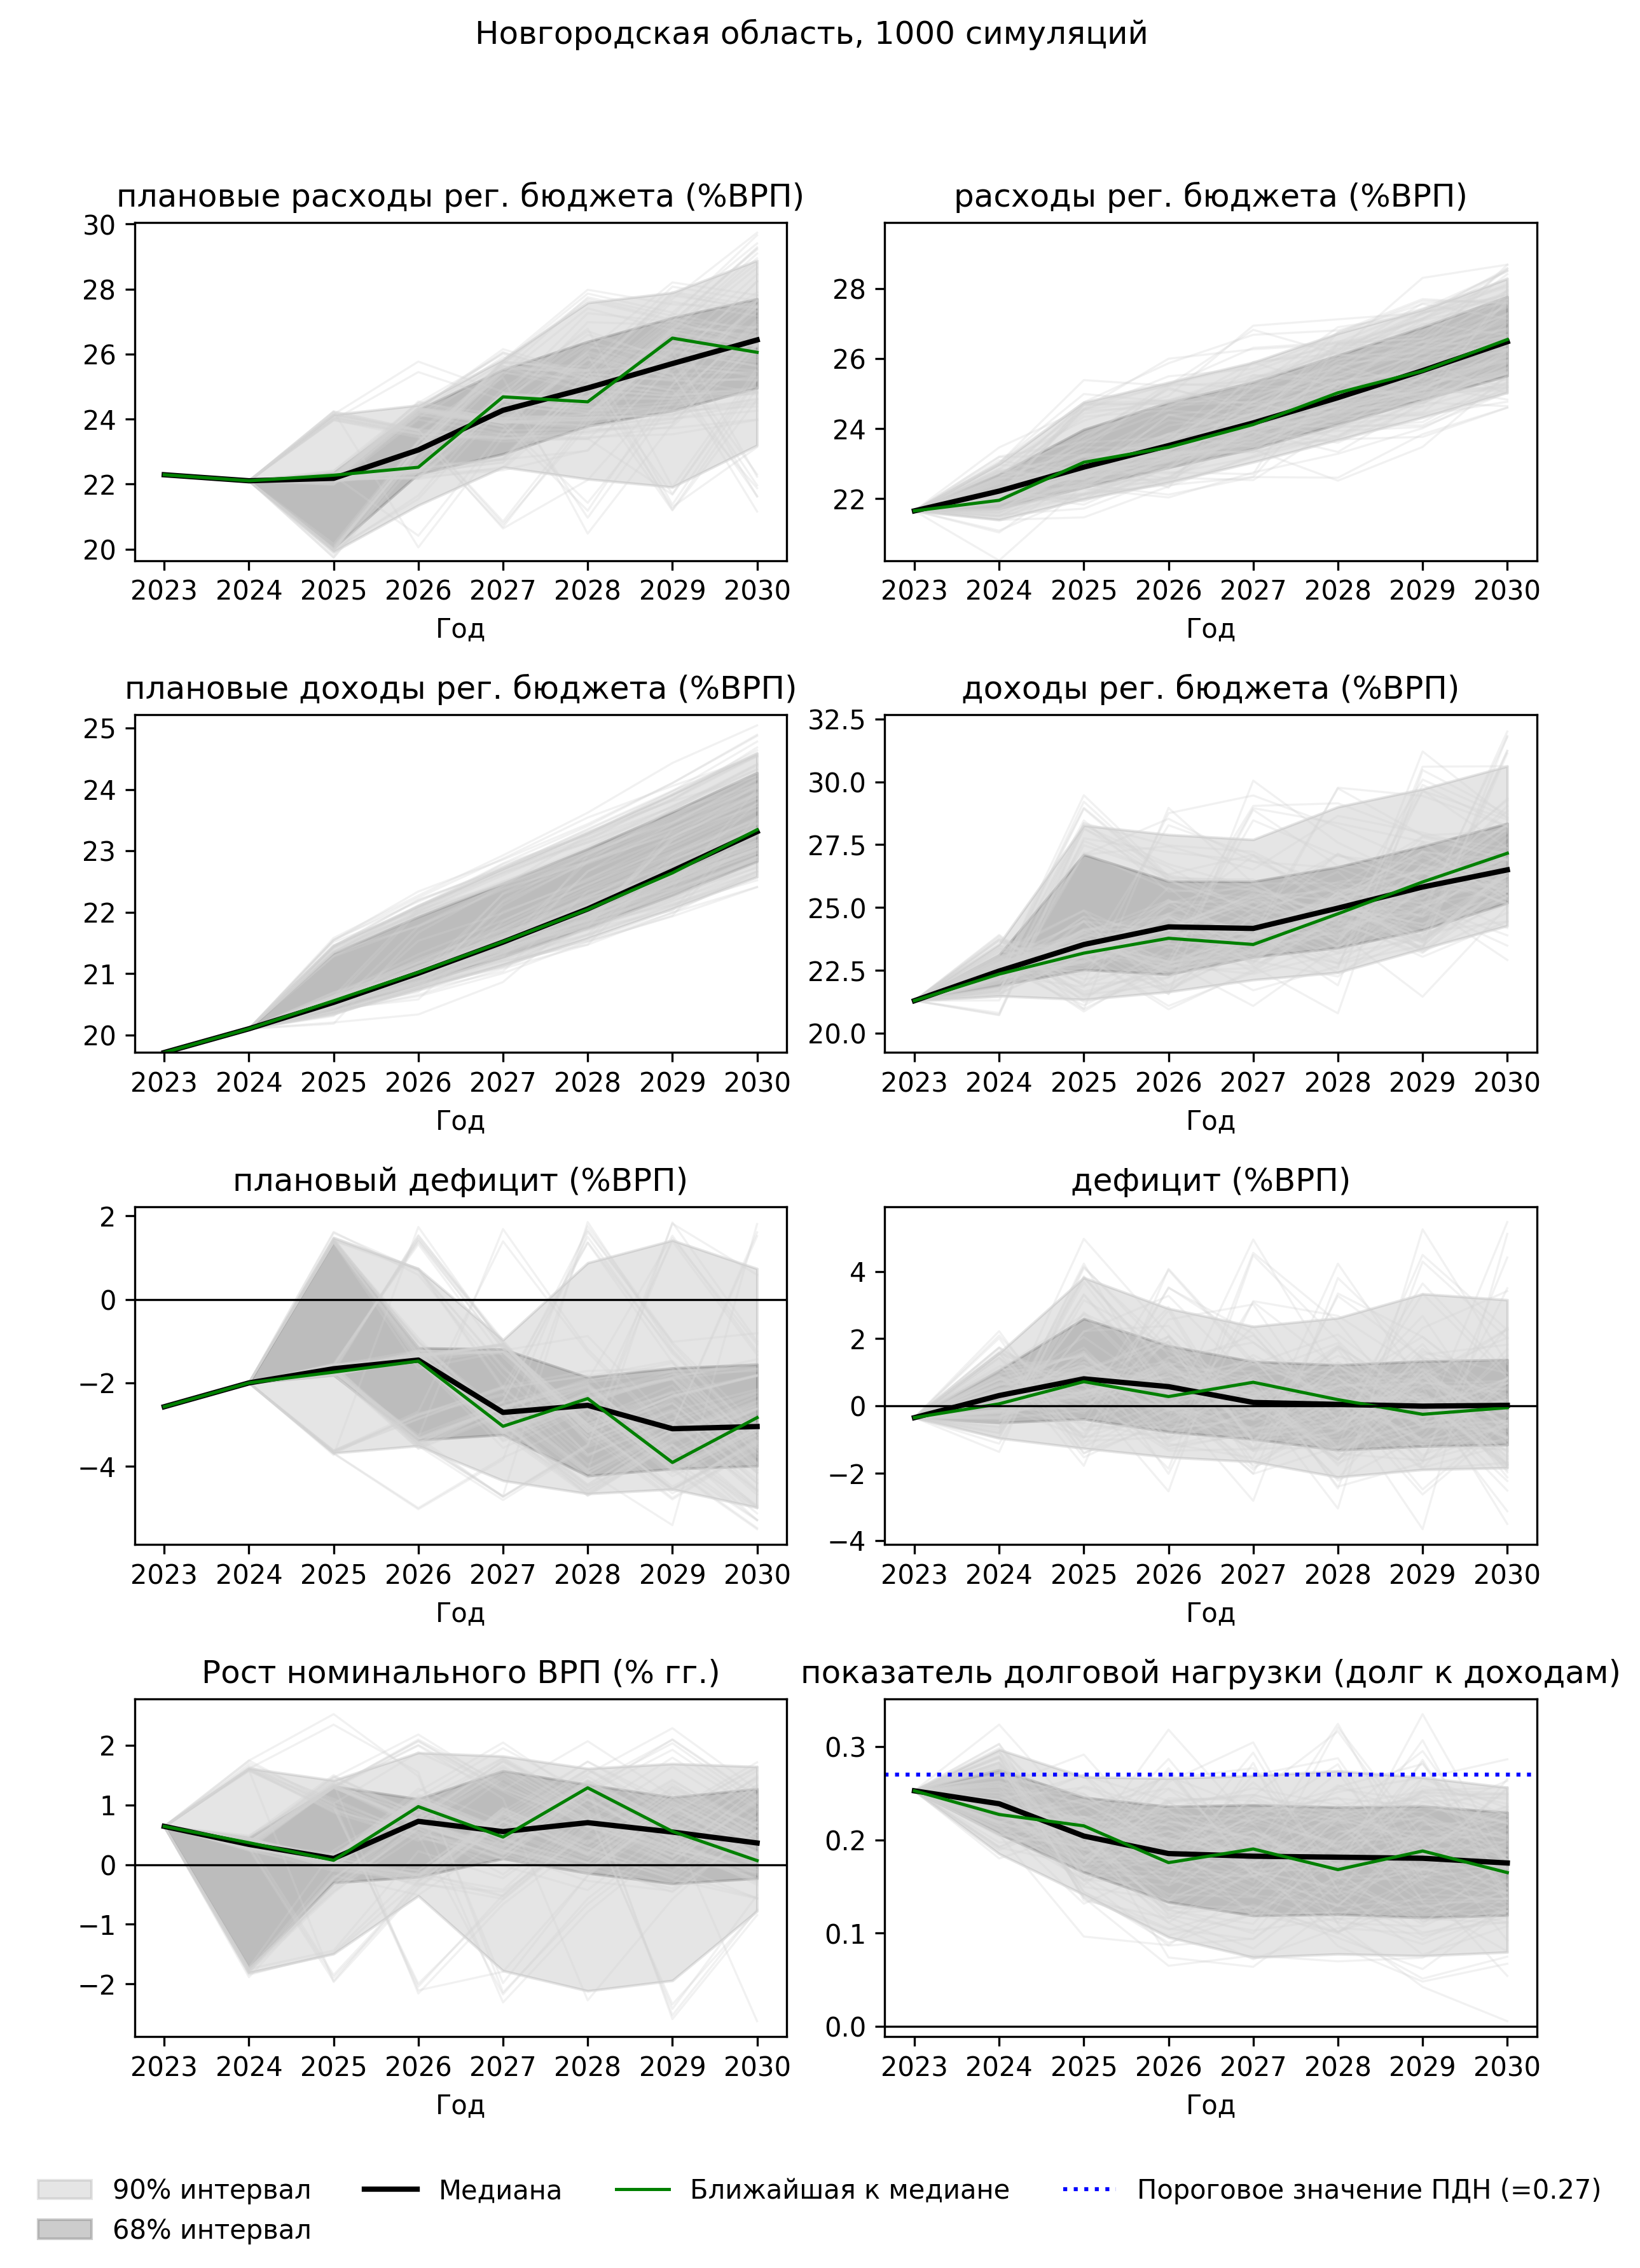 Новгородская область, 1000 симуляций
плановые расходы рег. бюджета (%ВРП)
30
28
26
24
22
20
2023 2024 2025 2026 2027 2028 2029 2030
Год
расходы рег. бюджета (%ВРП)
28
26
24
22
2023 2024 2025 2026 2027 2028 2029 2030
Год
плановые доходы рег. бюджета (%ВРП)
25
24
23
22
21
20
2023 2024 2025 2026 2027 2028 2029 2030
Год
доходы рег. бюджета (%ВРП)
32.5
30.0
27.5
25.0
22.5
20.0
2023 2024 2025 2026 2027 2028 2029 2030
Год
плановый дефицит (%ВРП)
2
0
−2
−4
2023 2024 2025 2026 2027 2028 2029 2030
Год
дефицит (%ВРП)
4
2
0
−2
−4
2023 2024 2025 2026 2027 2028 2029 2030
Год
Рост номинального ВРП (% гг.)
2
1
0
−1
−2
2023 2024 2025 2026 2027 2028 2029 2030
Год
показатель долговой нагрузки (долг к доходам)
0.3
0.2
0.1
0.0
2023 2024 2025 2026 2027 2028 2029 2030
Год
90% интервал
68% интервал
Медиана
Ближайшая к медиане
Пороговое значение ПДН (=0.27)